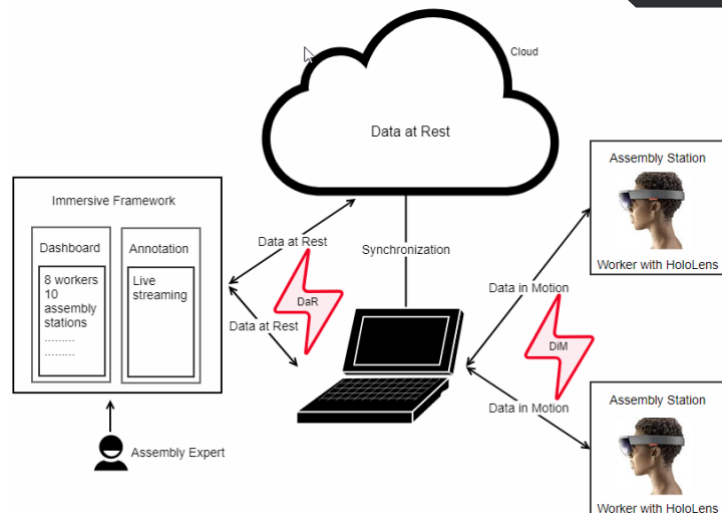 Cloud
Data at Rest
Assembly Station
Worker with HoloLens
Immersive Framework
Dashboard
8 workers
10
assembly
stations
.........
.........
Annotation
Live
streaming
Data at Rest
Synchronization
DaR
Data at Rest
Data in Motion
DiM
Data in Motion
Assembly Station
Worker with HoloLens
Assembly Expert